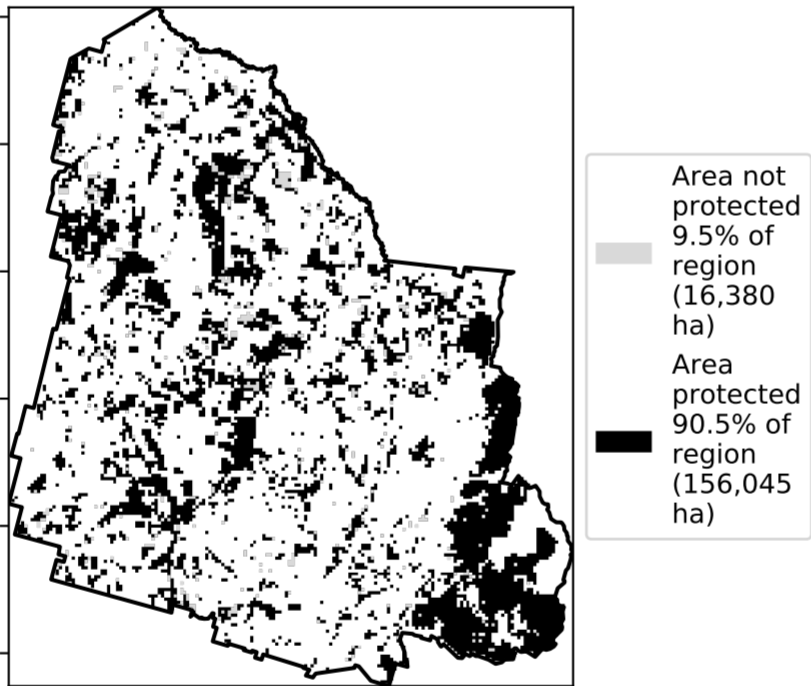 Area not
protected
9.5% of
region
(16,380
ha)
Area
protected
90.5% of
region
(156,045
ha)